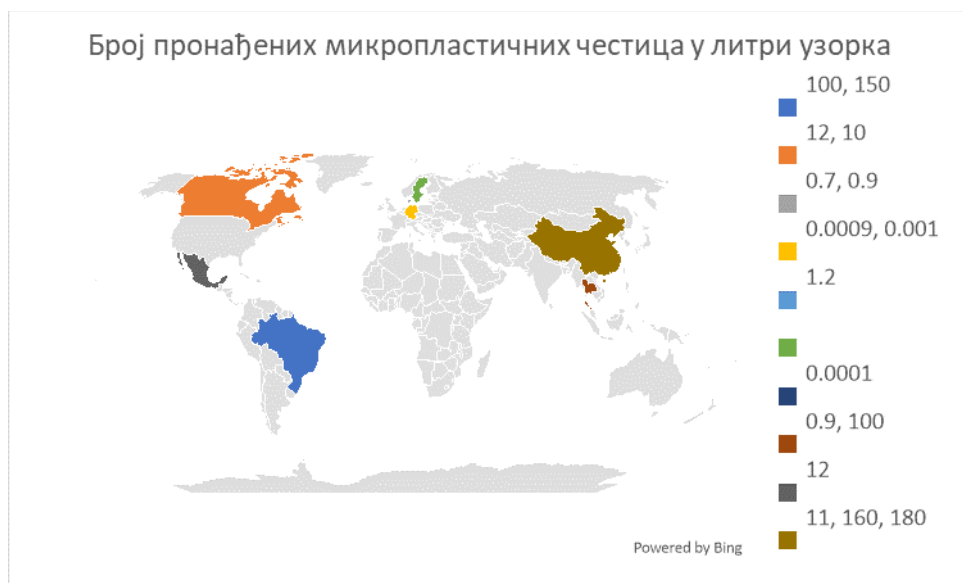 Број пронађених микропластичних честица у литри узорка
100, 150
12, 10
0.7, 0.9
0.0009, 0.001
1.2
0.0001
0.9, 100
12
11, 160, 180
Powered by Bing